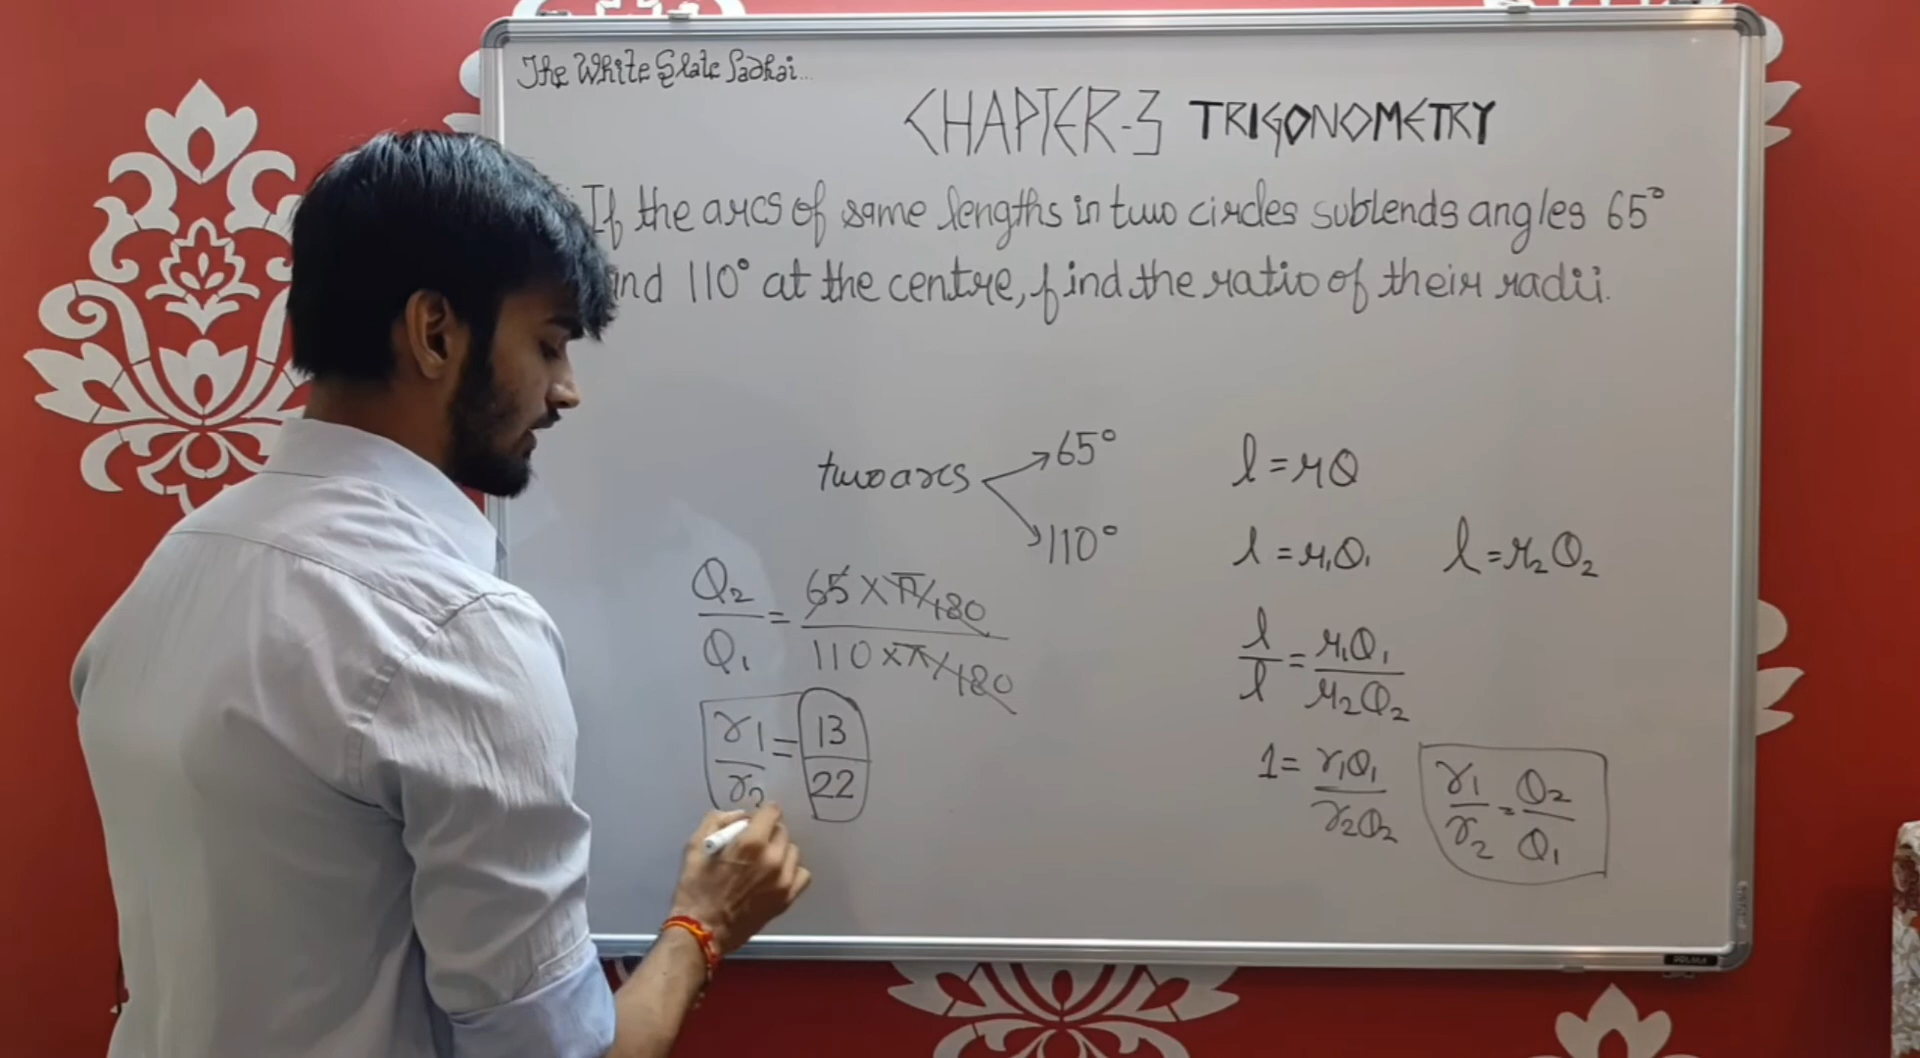 The White Slate Padhai...
CHAPTER-3 TRIGONOMETRY
If the arcs of same lengths in two circles subtends angles 65°
and 110° at the centre, find the ratio of their radii.
two arcs
65°
110°
l = rθ
l = r₁θ₁ l = r₂θ₂
θ₂/θ₁ = 65 × π/180 / 110 × π/180
l/l = r₁θ₁/r₂θ₂
r₁/r₂ = 13/22
1 = r₁θ₁/r₂θ₂
r₁/r₂ = θ₂/θ₁